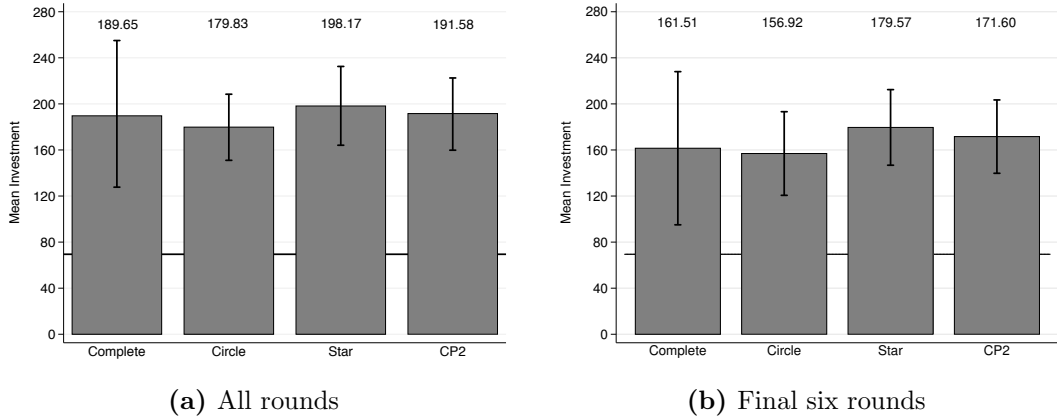 280
240
200
160
120
80
40
0
Mean Investment
189.65 179.83 198.17 191.58
Complete Circle Star CP2
(a) All rounds
280
240
200
160
120
80
40
0
Mean Investment
161.51 156.92 179.57 171.60
Complete Circle Star CP2
(b) Final six rounds